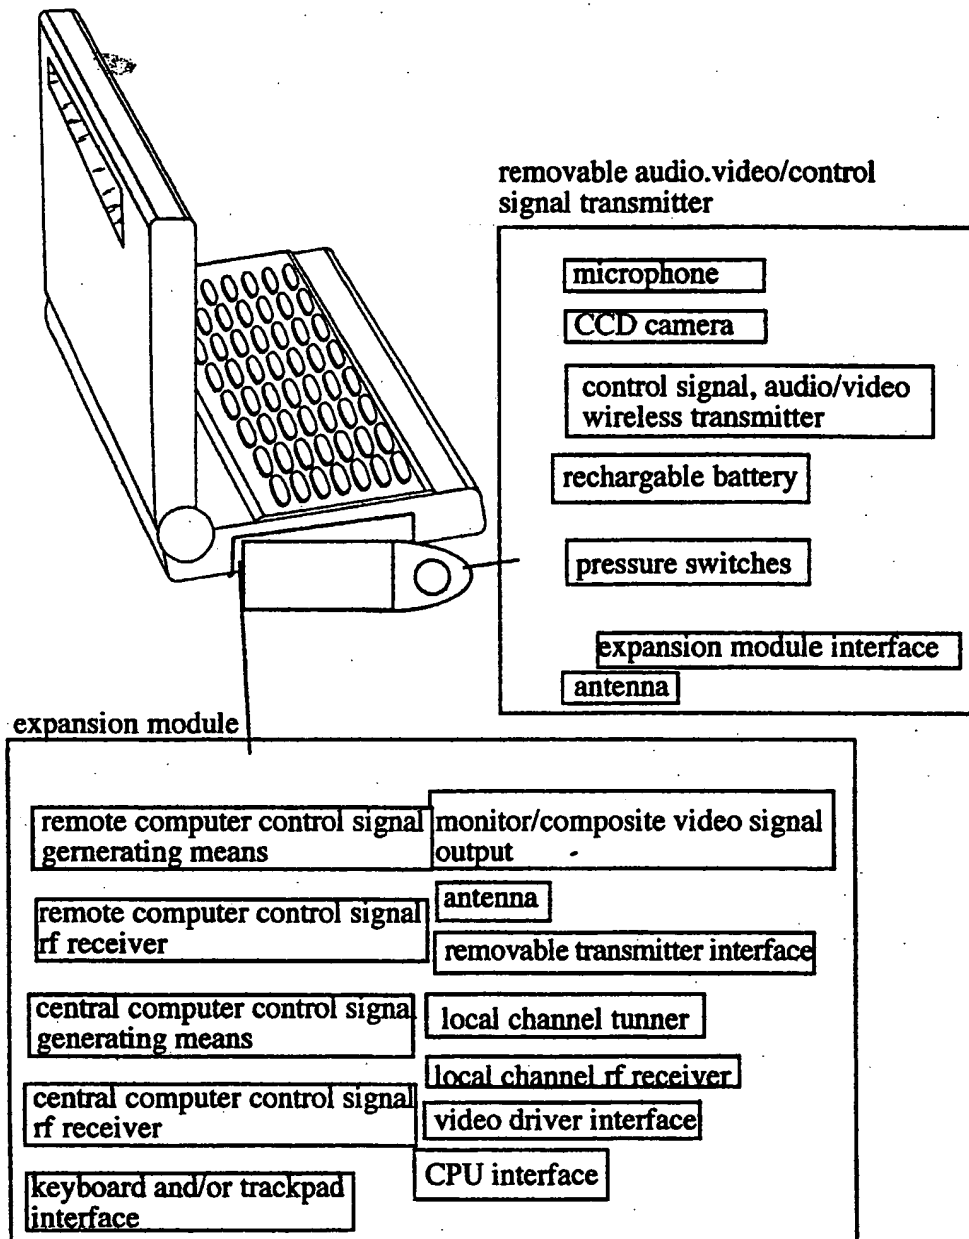 removable audio.video/control
signal transmitter
microphone
CCD camera
control signal, audio/video
wireless transmitter
rechargable battery
pressure switches
expansion module interface
antenna
expansion module
remote computer control signal
gernerating means
remote computer control signal
rf receiver
central computer control signal
generating means
central computer control signal
rf receiver
keyboard and/or trackpad
interface
monitor/composite video signal
output
antenna
removable transmitter interface
local channel tunner
local channel rf receiver
video driver interface
CPU interface